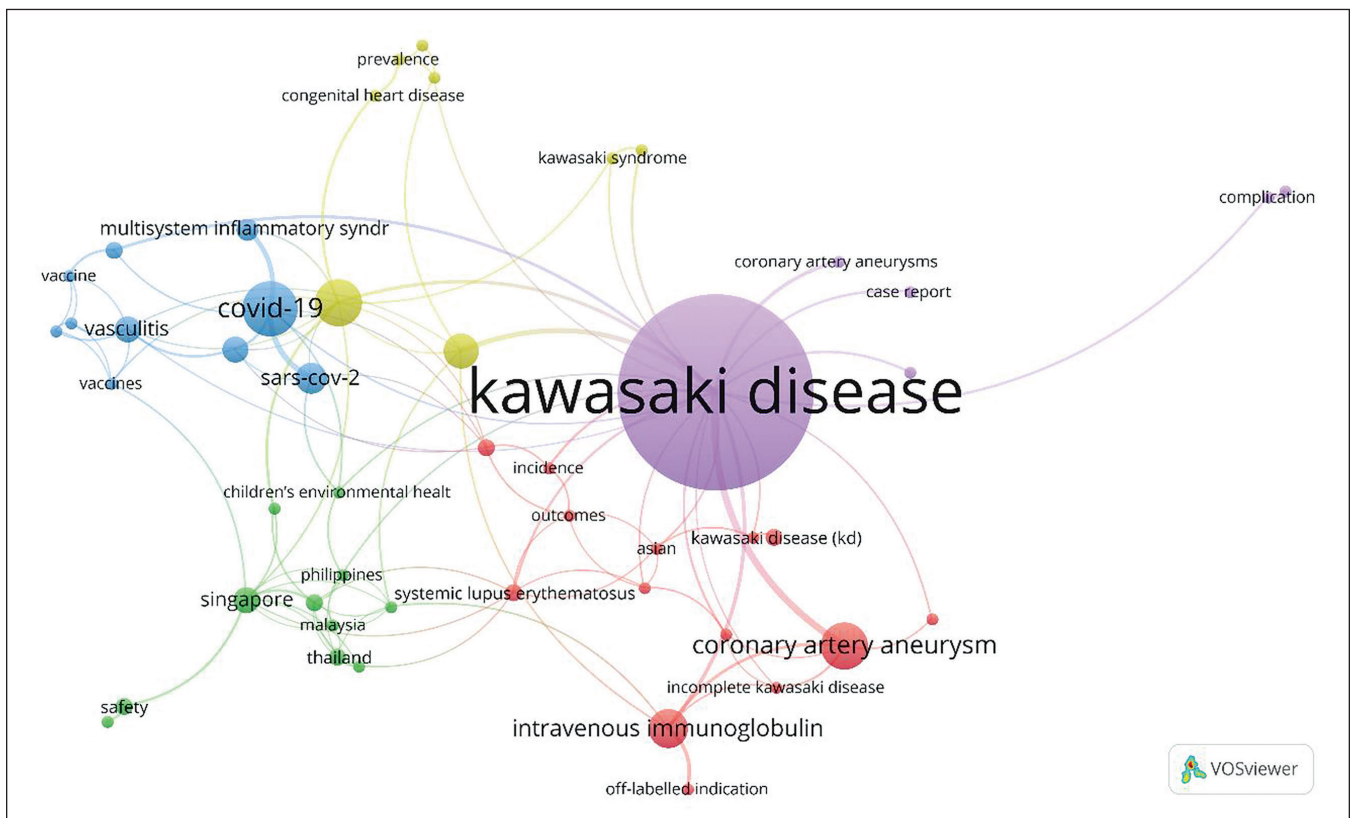 prevalence
congenital heart disease
kawasaki syndrome
complication
multisystem inflammatory syndr
coronary artery aneurysms
vaccine
case report
covid-19
vasculitis
sars-cov-2
vaccines
kawasaki disease
incidence
children's environmental healt
outcomes
kawasaki disease (kd)
asian
philippines
systemic lupus erythematosus
singapore
malaysia
coronary artery aneurysm
thailand
incomplete kawasaki disease
safety
intravenous immunoglobulin
VOSviewer
off-labelled indication